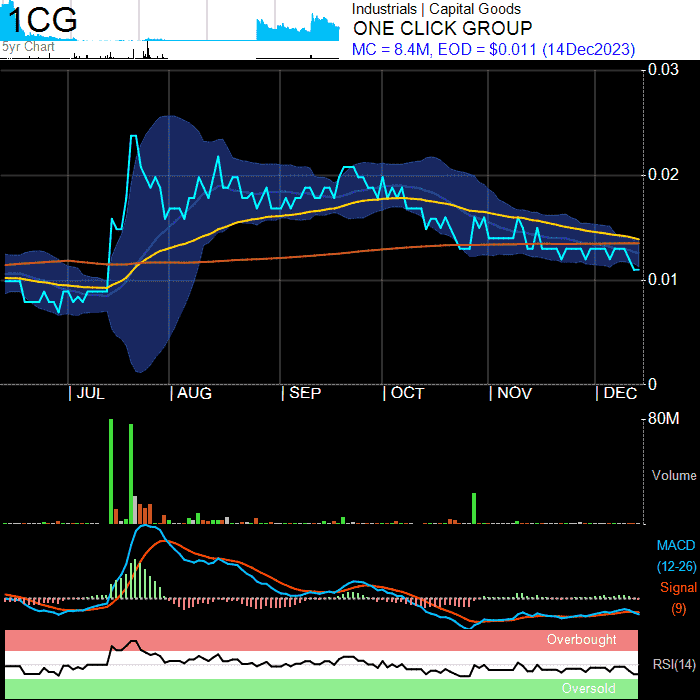 1CG
5yr Chart
Industrials | Capital Goods
ONE CLICK GROUP
MC = 8.4M, EOD = $0.011 (14Dec2023)
0.03
0.02
0.01
0
JUL AUG SEP OCT NOV DEC
80M
Volume
MACD
(12-26)
Signal
(9)
Overbought
RSI(14)
Oversold